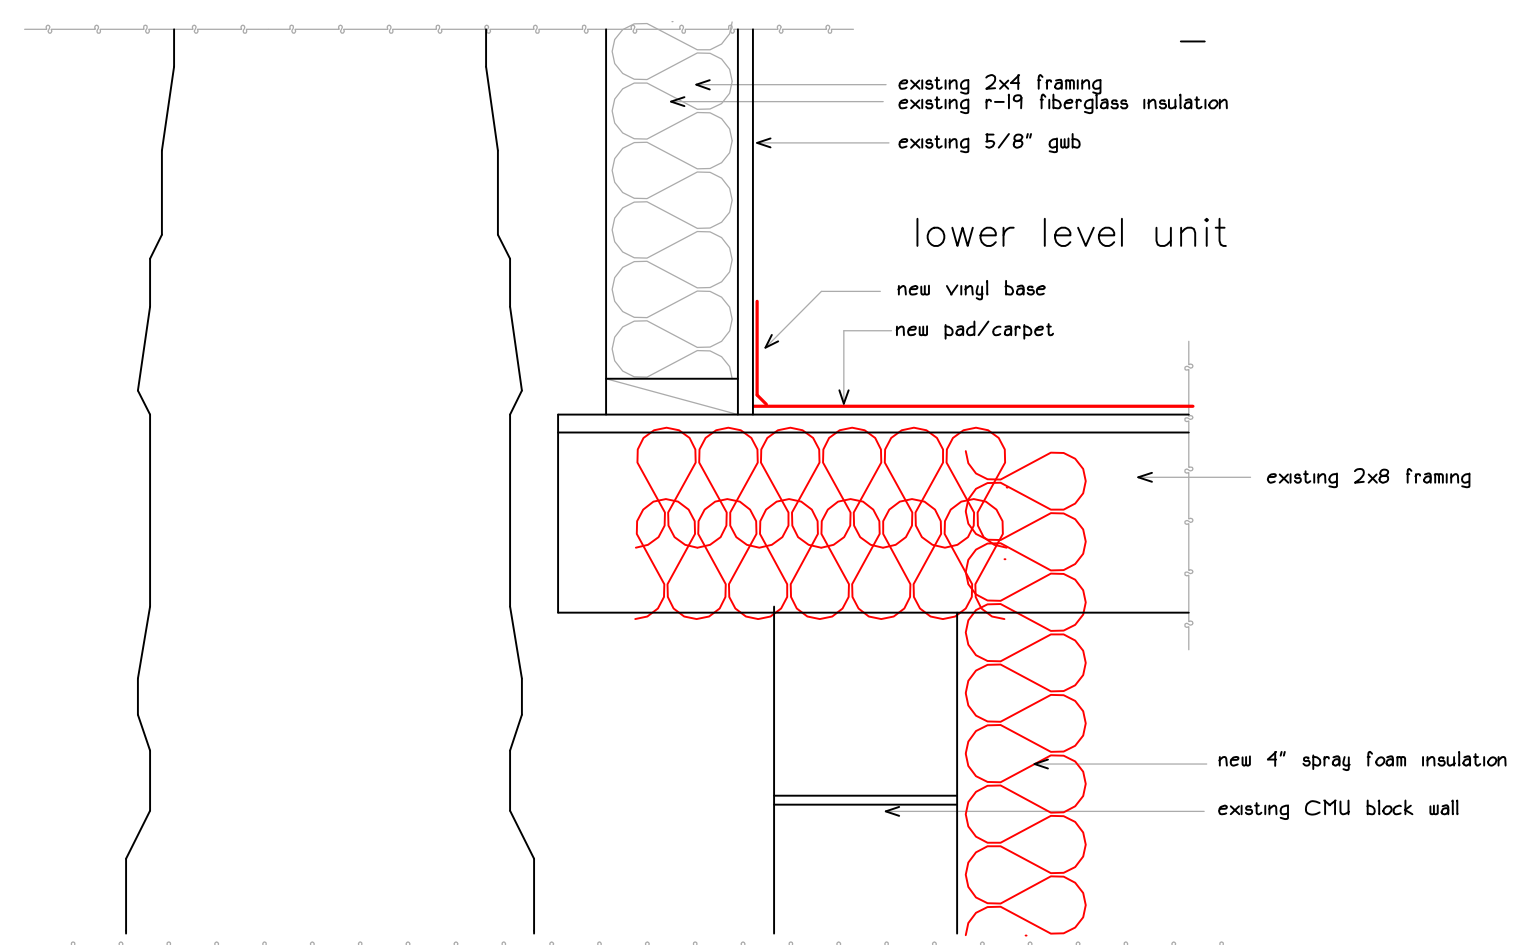 existing 2x4 framing
existing r-19 fiberglass insulation
existing 5/8" gwb
lower level unit
new vinyl base
new pad/carpet
existing 2x8 framing
new 4" spray foam insulation
existing CMU block wall